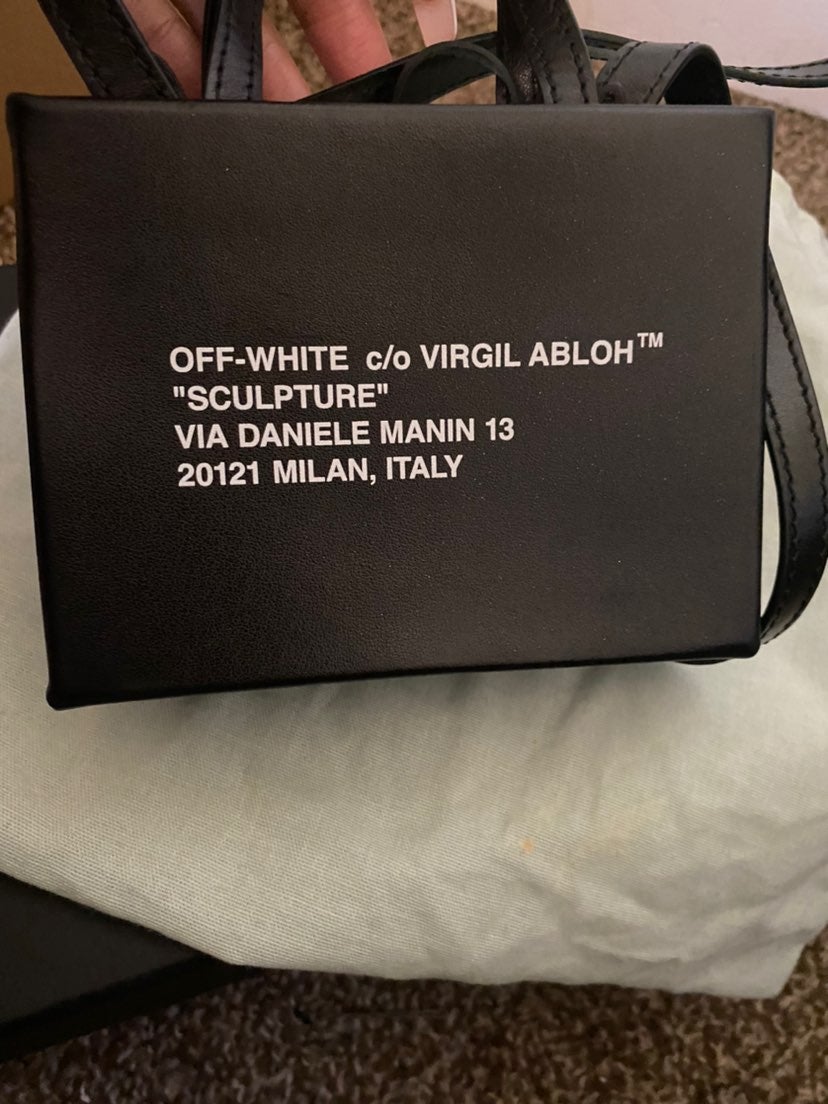 OFF-WHITE c/o VIRGIL ABLOH™
"SCULPTURE"
VIA DANIELE MANIN 13
20121 MILAN, ITALY